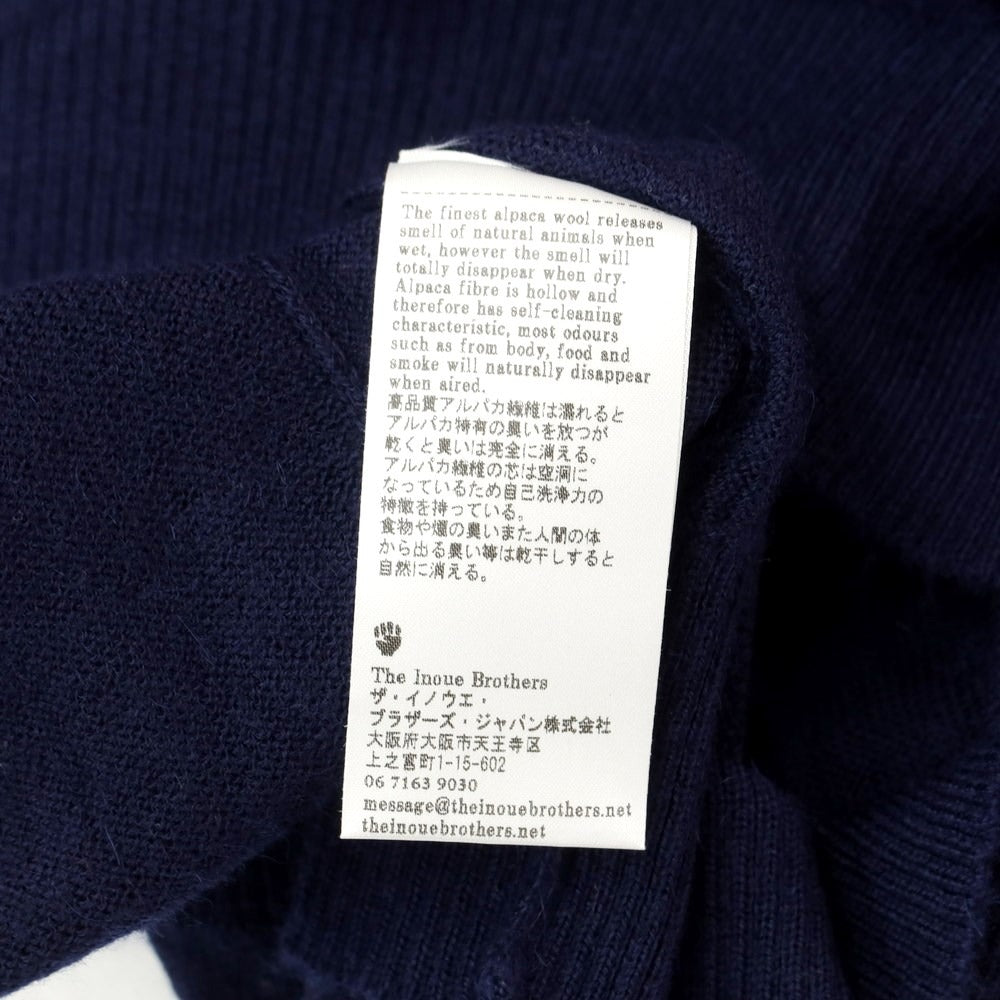 The finest alpaca wool releases
smell of natural animals when
wet, however the smell will
totally disappear when dry.
Alpaca fibre is hollow and
therefore has self-cleaning
characteristic, most odours
such as from body, food and
smoke will naturally disappear
when aired.
高品質アルパカ繊維は濡れると
アルパカ特有の臭いを放つが
乾くと臭いは完全に消える。
アルパカ繊維の芯は空洞に
なっているため自己洗浄力の
特徴を持っている。
食物や煙の臭いまた人間の体
から出る臭い等は乾干しすると
自然に消える。
The Inoue Brothers
ザ・イノウエ・
ブラザーズ・ジャパン株式会社
大阪府大阪市天王寺区
上之宮町1-15-602
06 7163 9030
message@theinouebrothers.net
theinouebrothers.net